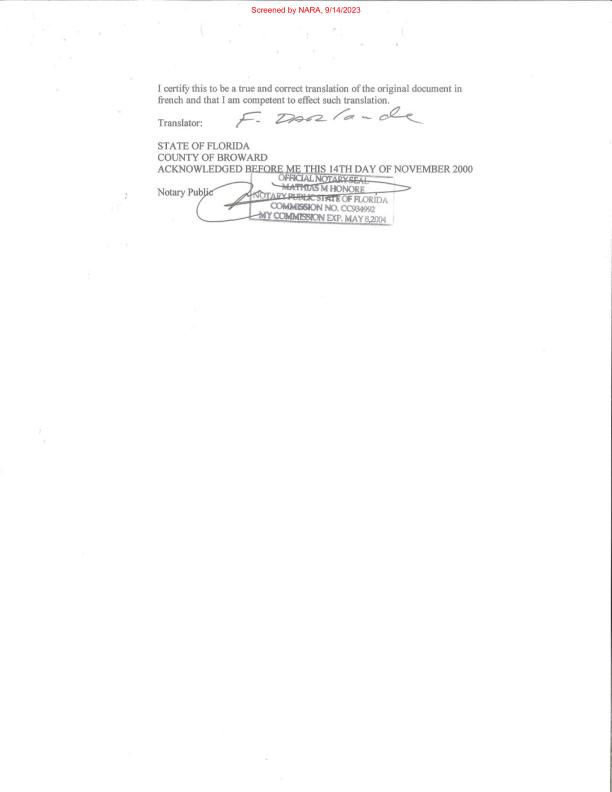 Screened by NARA, 9/14/2023
I certify this to be a true and correct translation of the original document in
french and that I am competent to effect such translation.
Translator: F.
STATE OF FLORIDA
COUNTY OF BROWARD
ACKNOWLEDGED BEFORE ME THIS 14TH DAY OF NOVEMBER 2000
OFFICIAL NOTARY SEAL
MATHIAS M HONORE
Notary Public
NOTARY PUBLIC STATE OF FLORIDA
COMMISSION NO. CC934992
MY COMMISSION EXP. MAY 8,2004